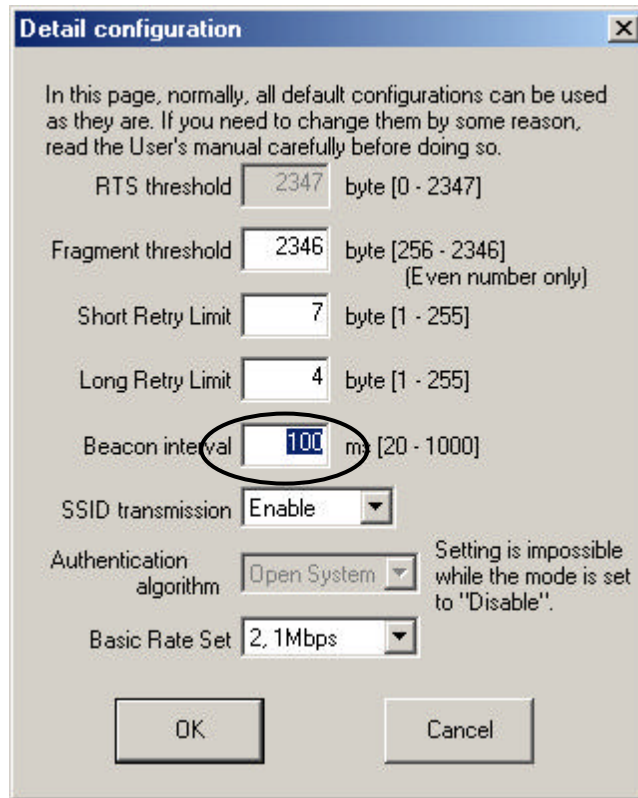 Detail configuration
In this page, normally, all default configurations can be used
as they are. If you need to change them by some reason,
read the User's manual carefully before doing so.
RTS threshold 2347 byte [0 - 2347]
Fragment threshold 2346 byte [256 - 2346]
(Even number only)
Short Retry Limit 7 byte [1 - 255]
Long Retry Limit 4 byte [1 - 255]
Beacon interval 100 ms [20 - 1000]
SSID transmission Enable
Authentication
algorithm
Open System
Setting is impossible
while the mode is set
to "Disable".
Basic Rate Set 2, 1Mbps
OK Cancel